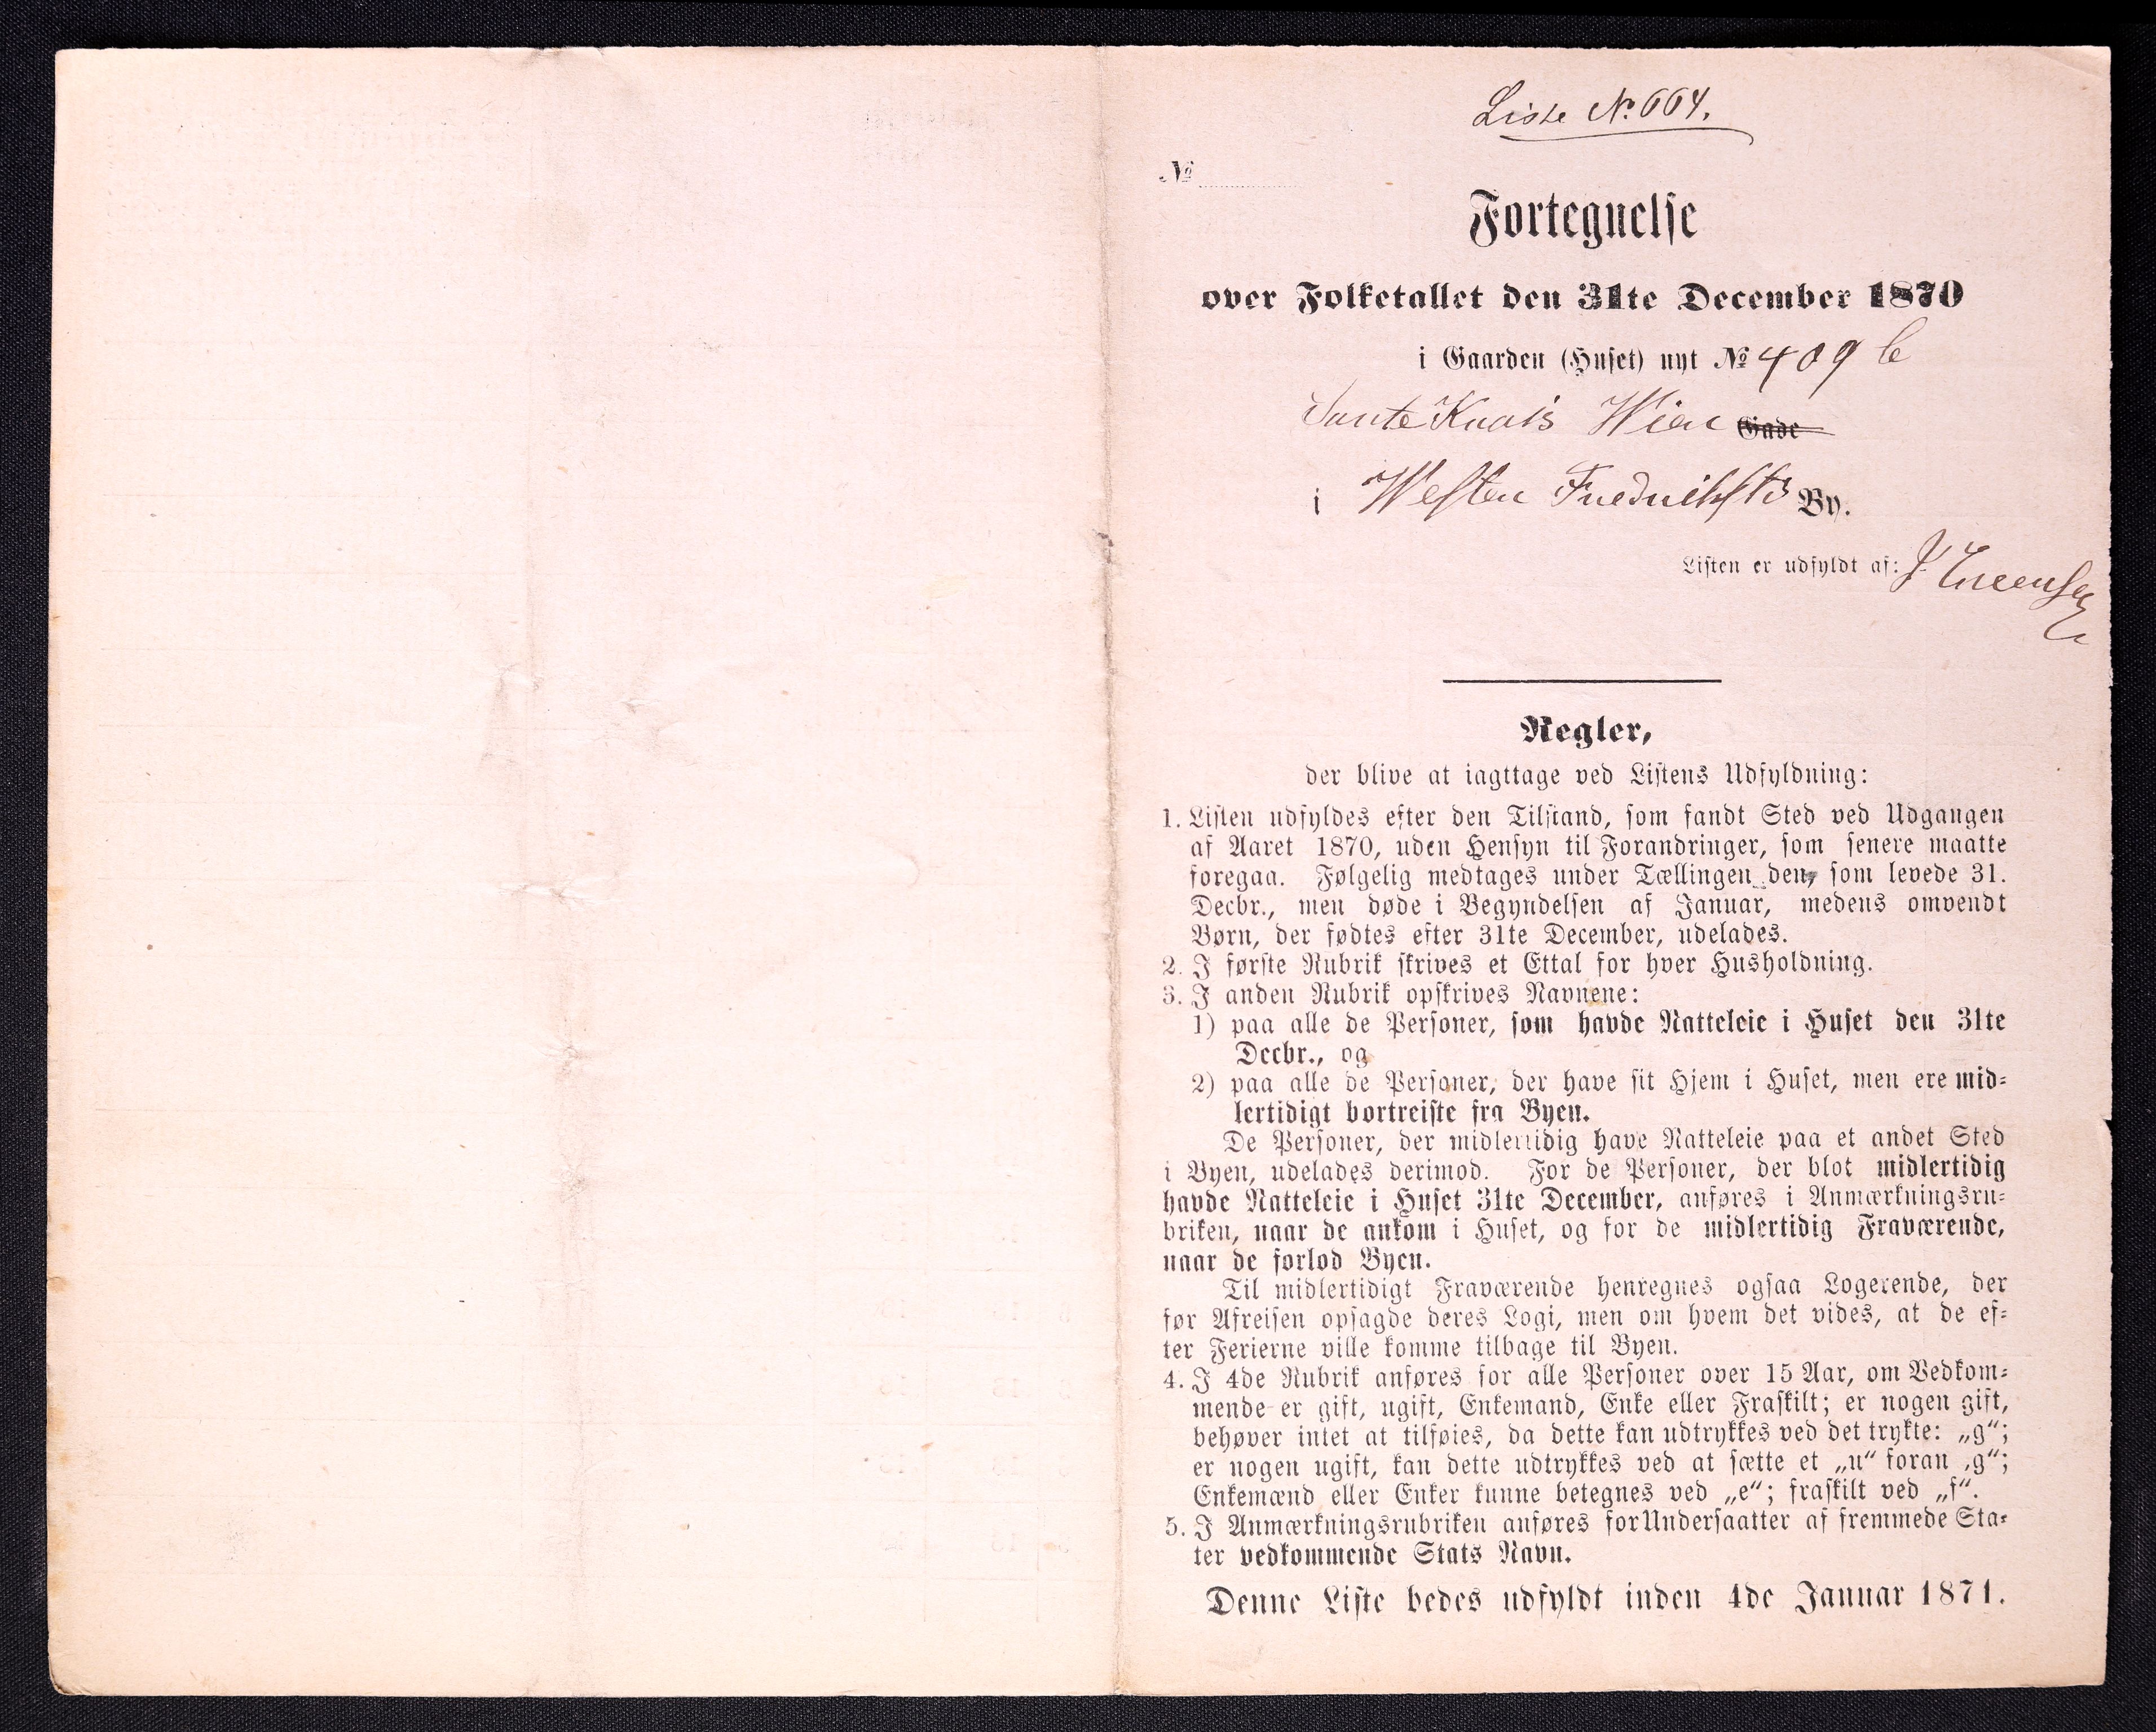 Liste No. 664.
No
Fortegnelse
over Folketallet den 31te December 1870
i Gaarden (Huset) nyt No 409 b
Gade
i Westen Fredrikstd By.
Listen er udfyldt af:
Regler,
der blive at iagttage ved Listens Udfyldning:
1. Listen udfyldes efter den Tilstand, som fandt Sted ved Udgangen
af Aaret 1870, uden Hensyn til Forandringer, som senere maatte
foregaa. Følgelig medtages under Tællingen den, som levede 31.
Decbr., men døde i Begyndelsen af Januar, medens omvendt
Børn, der fødtes efter 31te December, udelades.
2. I første Rubrik skrives et Ettal for hver Husholdning.
3. I anden Rubrik opskrives Navnene:
1) paa alle de Personer, som havde Natteleie i Huset den 31te
Decbr., og
2) paa alle de Personer, der have sit Hjem i Huset, men ere mid-
lertidigt bortreiste fra Byen.
De Personer, der midlertidig have Natteleie paa et andet Sted
i Byen, udelades derimod. For de Personer, der blot midlertidig
havde Natteleie i Huset 31te December, anføres i Anmærkningsru-
briken, naar de ankom i Huset, og for de midlertidig Fraværende,
naar de forlod Byen.
Til midlertidigt Fraværende henregnes ogsaa Logerende, der
før Afreisen opsagde deres Logi, men om hvem det vides, at de ef-
ter Ferierne ville komme tilbage til Byen.
4. I 4de Rubrik anføres for alle Personer over 15 Aar, om Vedkom-
mende er gift, ugift, Enkemand, Enke eller Fraskilt; er nogen gift,
behøver intet at tilføies, da dette kan udtrykkes ved det trykte: „g“;
er nogen ugift, kan dette udtrykkes ved at sætte et „u“ foran „g“;
Enkemænd eller Enker kunne betegnes ved „e“; fraskilt ved „f“.
5. I Anmærkningsrubriken anføres for Undersaatter af fremmede Sta-
ter vedkommende Stats Navn.
Denne Liste bedes udfyldt inden 4de Januar 1871.